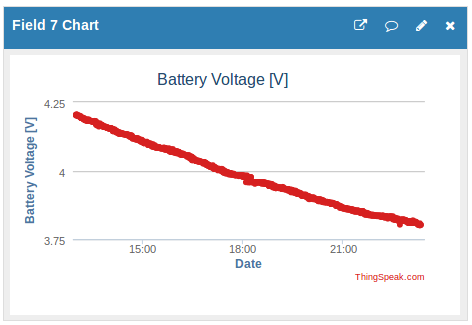 Field 7 Chart
Battery Voltage [V]
Battery Voltage [V]
4.25
4
3.75
15:00
18:00
21:00
Date
ThingSpeak.com